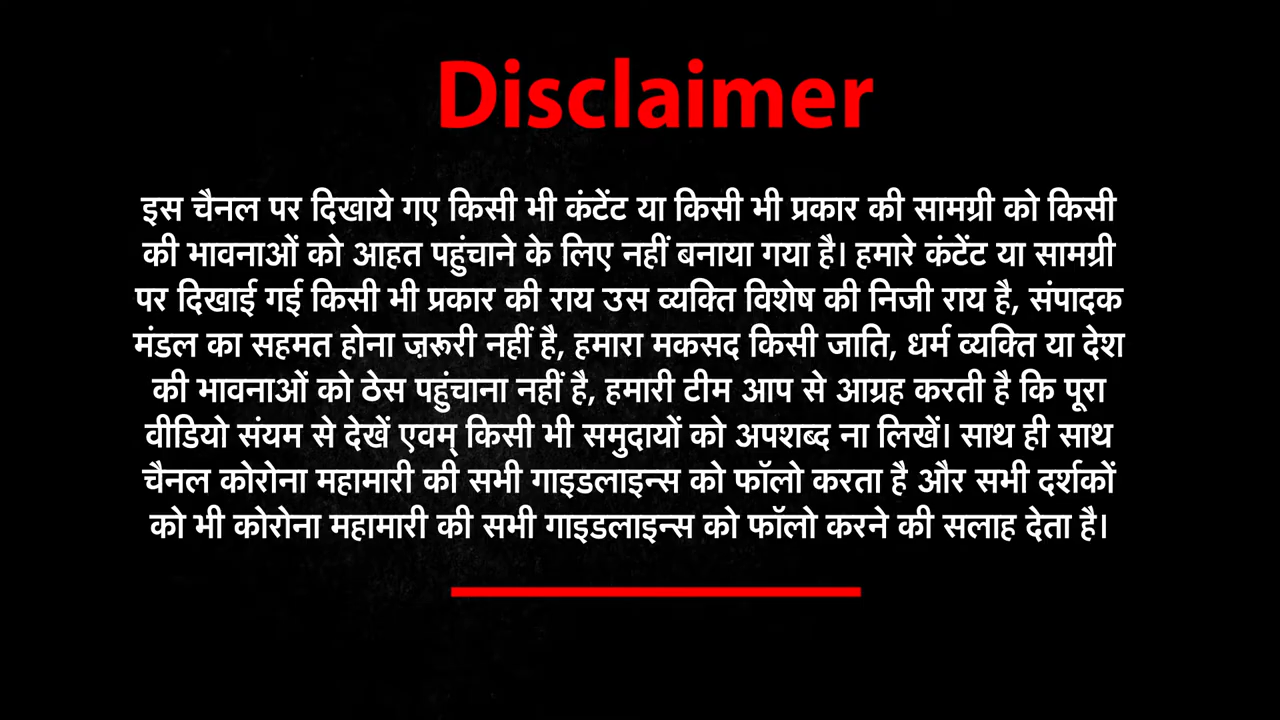 Disclaimer
इस चैनल पर दिखाये गए किसी भी कंटेंट या किसी भी प्रकार की सामग्री को किसी
की भावनाओं को आहत पहुंचाने के लिए नहीं बनाया गया है। हमारे कंटेंट या सामग्री
पर दिखाई गई किसी भी प्रकार की राय उस व्यक्ति विशेष की निजी राय है, संपादक
मंडल का सहमत होना ज़रूरी नहीं है, हमारा मकसद किसी जाति, धर्म व्यक्ति या देश
की भावनाओं को ठेस पहुंचाना नहीं है, हमारी टीम आप से आग्रह करती है कि पूरा
वीडियो संयम से देखें एवम् किसी भी समुदायों को अपशब्द ना लिखें। साथ ही साथ
चैनल कोरोना महामारी की सभी गाइडलाइन्स को फॉलो करता है और सभी दर्शकों
को भी कोरोना महामारी की सभी गाइडलाइन्स को फॉलो करने की सलाह देता है।